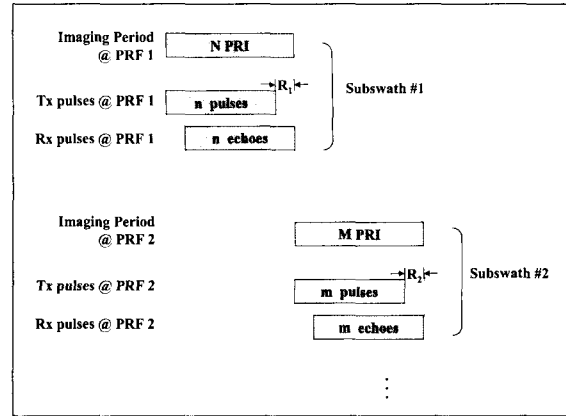 Imaging Period
@ PRF 1
N PRI
R1
Tx pulses @ PRF 1
n pulses
Subswath #1
Rx pulses @ PRF 1
n echoes
Imaging Period
@ PRF 2
M PRI
R2
Tx pulses @ PRF 2
m pulses
Subswath #2
Rx pulses @ PRF 2
m echoes